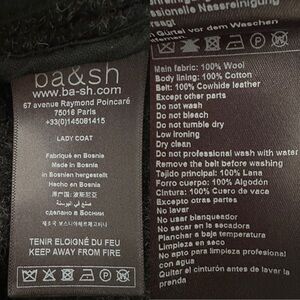 ba&sh
www.ba-sh.com
67 avenue Raymond Poincaré
75016 Paris
+33(0)145081415
LADY COAT
Fabriqué en Bosnie
Made in Bosnia
in Bosnien hergestellt
Hecho en Bosnia
صنع في البوسنة
сделано в Боснии
TENIR ELOIGNÉ DU FEU
KEEP AWAY FROM FIRE
Nassreinigung
Gürtel vor dem Waschen
Main fabric: 100% Wool
Body lining: 100% Cotton
Belt: 100% Cowhide leather
Except other parts
Do not wash
Do not bleach
Do not tumble dry
Low ironing
Dry clean
Do not professional wash with water
Remove the belt before washing
Tejido principal: 100% Lana
Forro cuerpo: 100% Algodón
Cintura: 100% Cuero de vaca
Excepto otras partes
No lavar
No usar blanqueador
No secar en la secadora
Planchar a baja temperatura
Limpieza en seco
No apto para limpieza profesional
con agua
Quitar el cinturón antes de lavar la
prenda